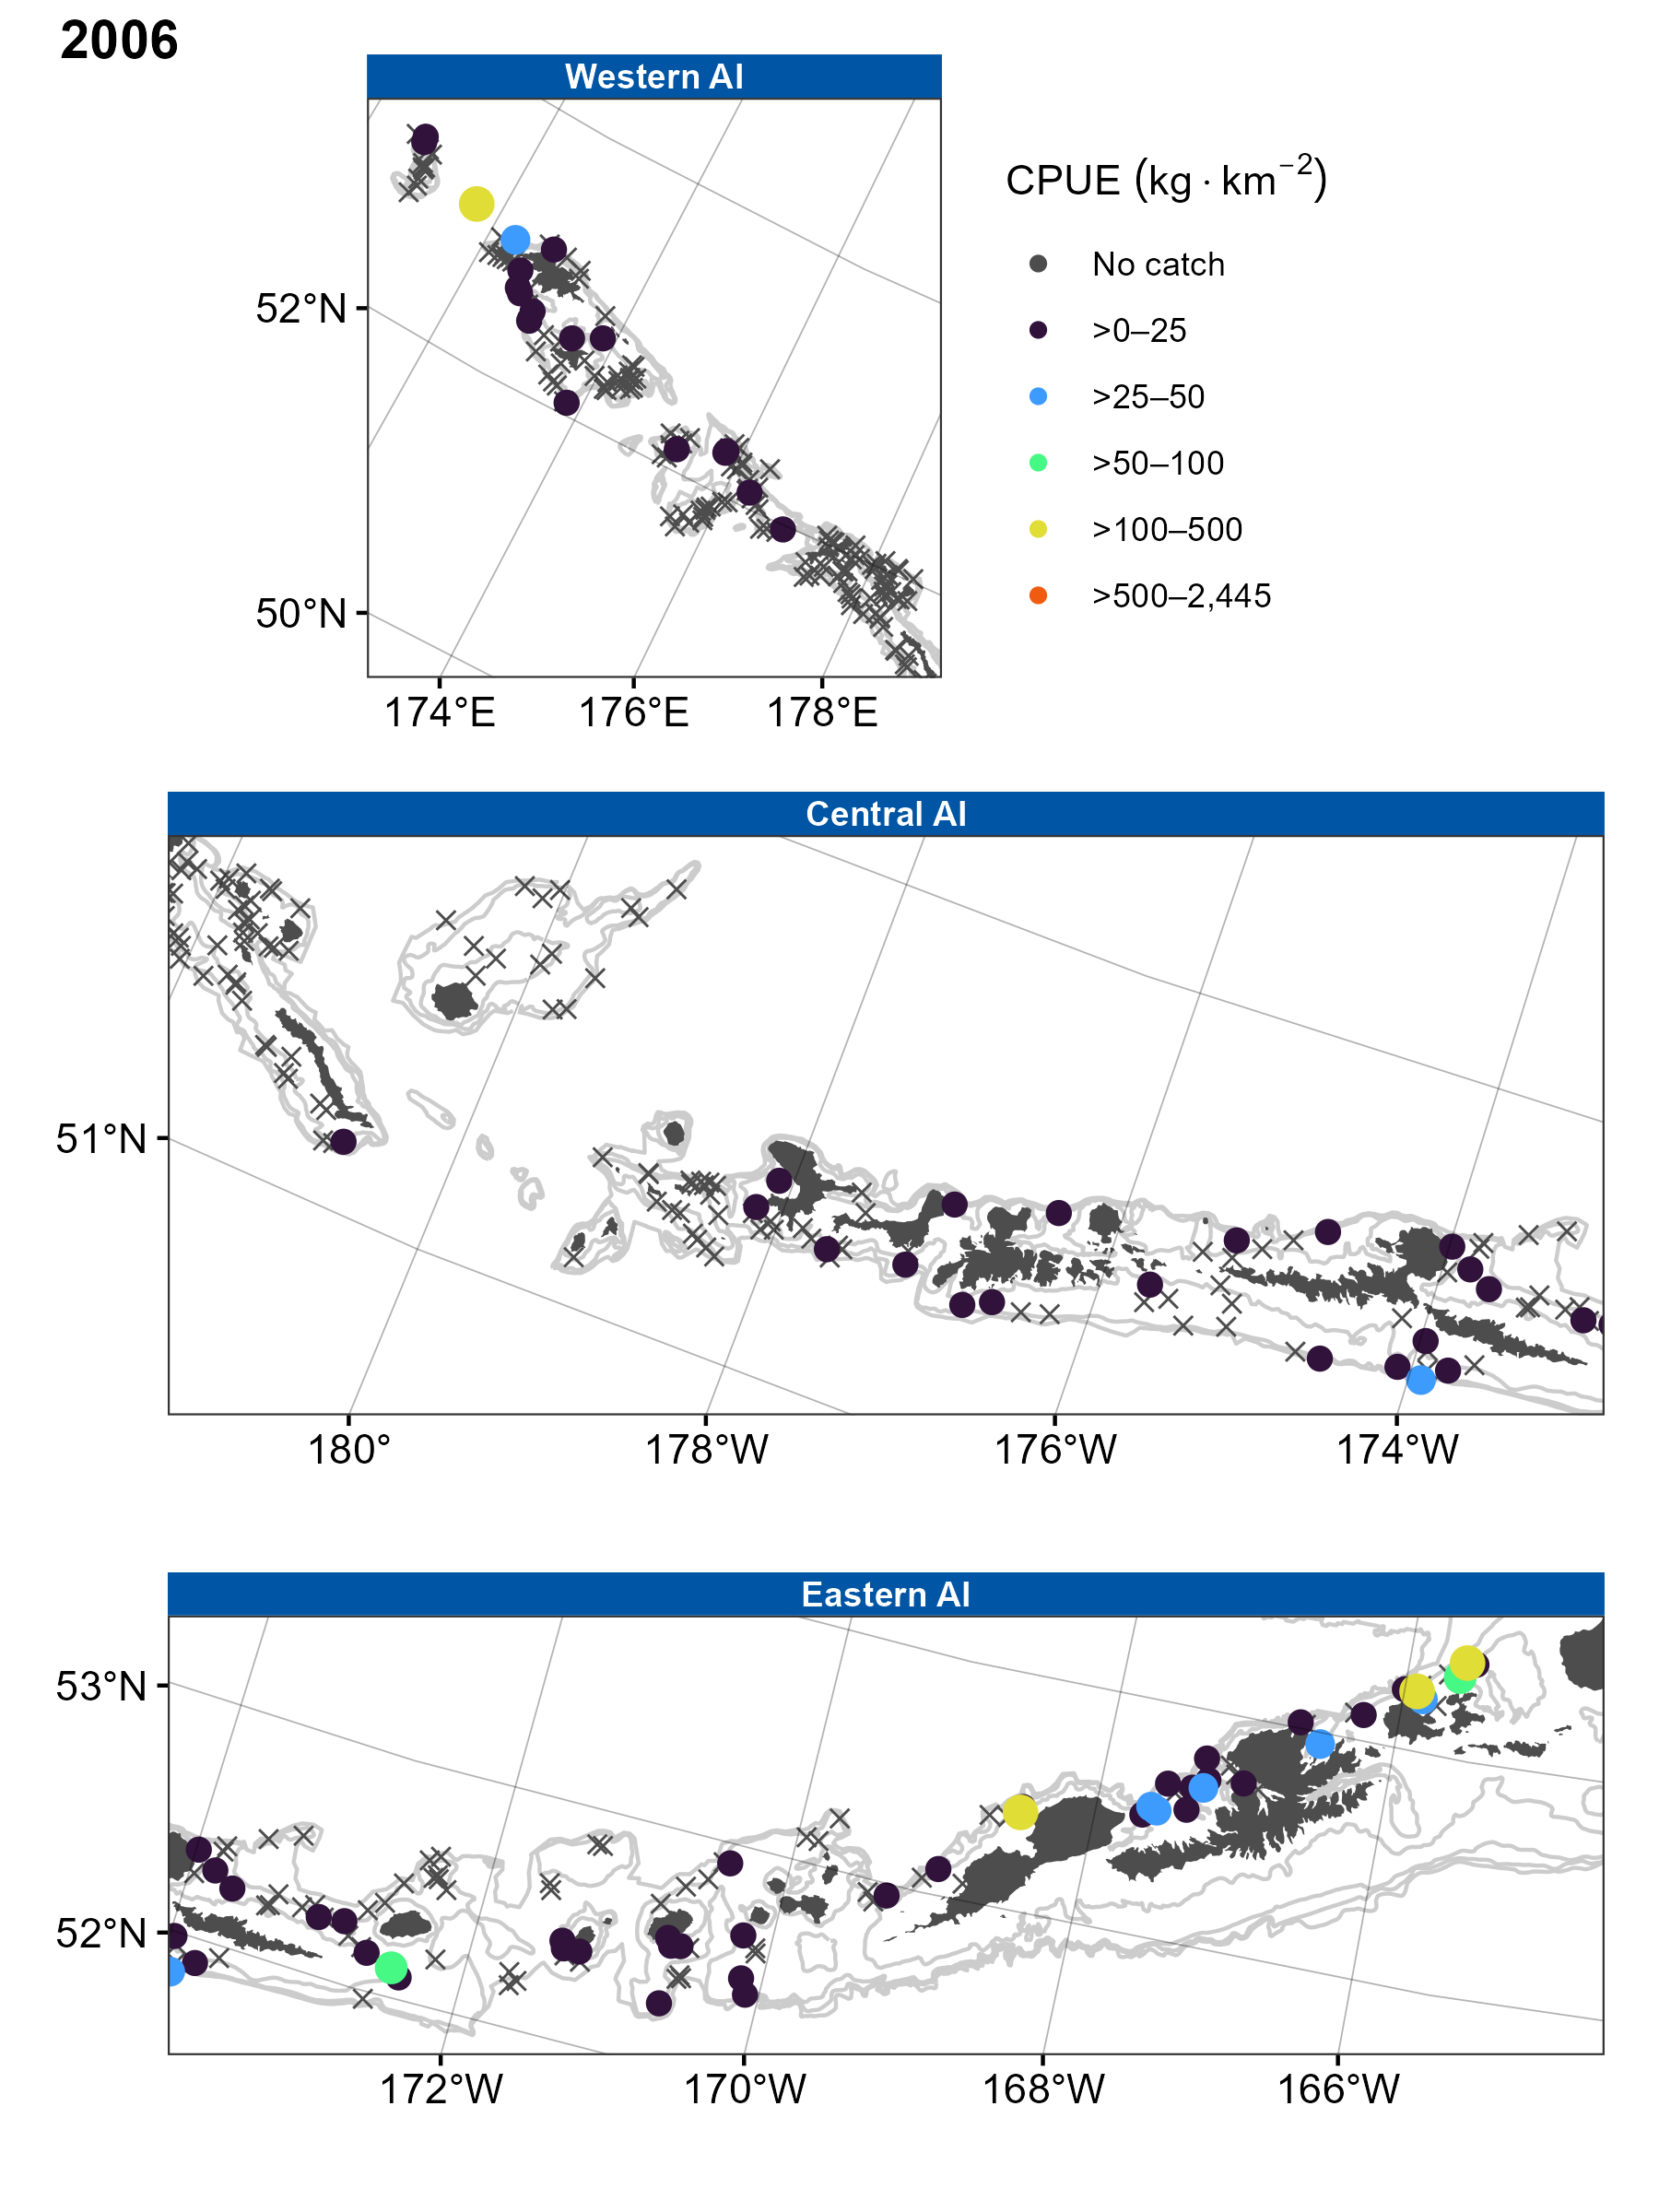 2006
Western AI
CPUE (kg · km⁻²)
No catch
>0–25
>25–50
>50–100
>100–500
>500–2,445
52°N
50°N
174°E 176°E 178°E
Central AI
51°N
180° 178°W 176°W 174°W
Eastern AI
53°N
52°N
172°W 170°W 168°W 166°W